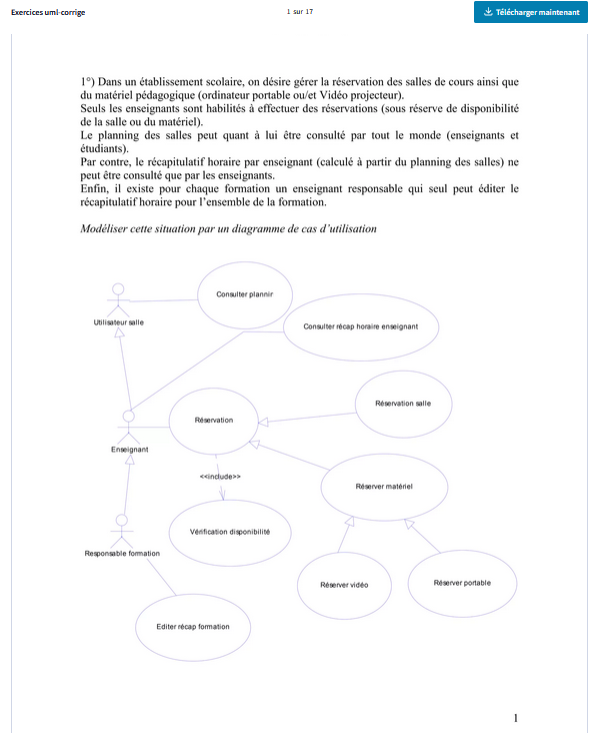 Exercices uml-corrige
1 sur 17
Télécharger maintenant
1°) Dans un établissement scolaire, on désire gérer la réservation des salles de cours ainsi que
du matériel pédagogique (ordinateur portable ou/et Vidéo projecteur).
Seuls les enseignants sont habilités à effectuer des réservations (sous réserve de disponibilité
de la salle ou du matériel).
Le planning des salles peut quant à lui être consulté par tout le monde (enseignants et
étudiants).
Par contre, le récapitulatif horaire par enseignant (calculé à partir du planning des salles) ne
peut être consulté que par les enseignants.
Enfin, il existe pour chaque formation un enseignant responsable qui seul peut éditer le
récapitulatif horaire pour l'ensemble de la formation.
Modéliser cette situation par un diagramme de cas d'utilisation
Consulter plannir
Utilisateur salle
Consulter récap horaire enseignant
Réservation salle
Réservation
Enseignant
<<include>>
Réserver matériel
Vérification disponibilité
Responsable formation
Réserver vidéo
Réserver portable
Editer récap formation
1